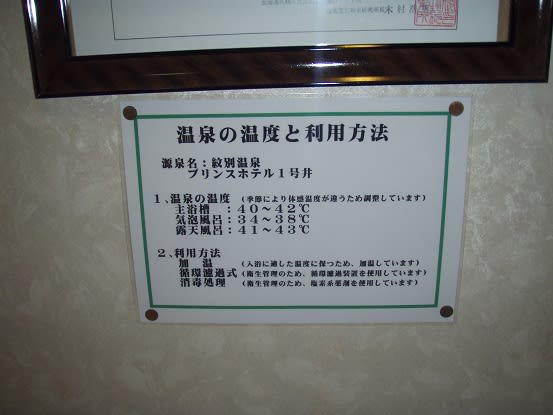 木村
温泉の温度と利用方法
源泉名：紋別温泉
プリンスホテル１号井
１、温泉の温度 （季節により体感温度が違うため調整しています）
主浴槽 ：４０～４２℃
気泡風呂：３４～３８℃
露天風呂：４１～４３℃
２、利用方法
加 温 （入浴に適した温度に保つため、加温しています）
循環濾過式 （衛生管理のため、循環濾過装置を使用しています）
消毒処理 （衛生管理のため、塩素系薬剤を使用しています）